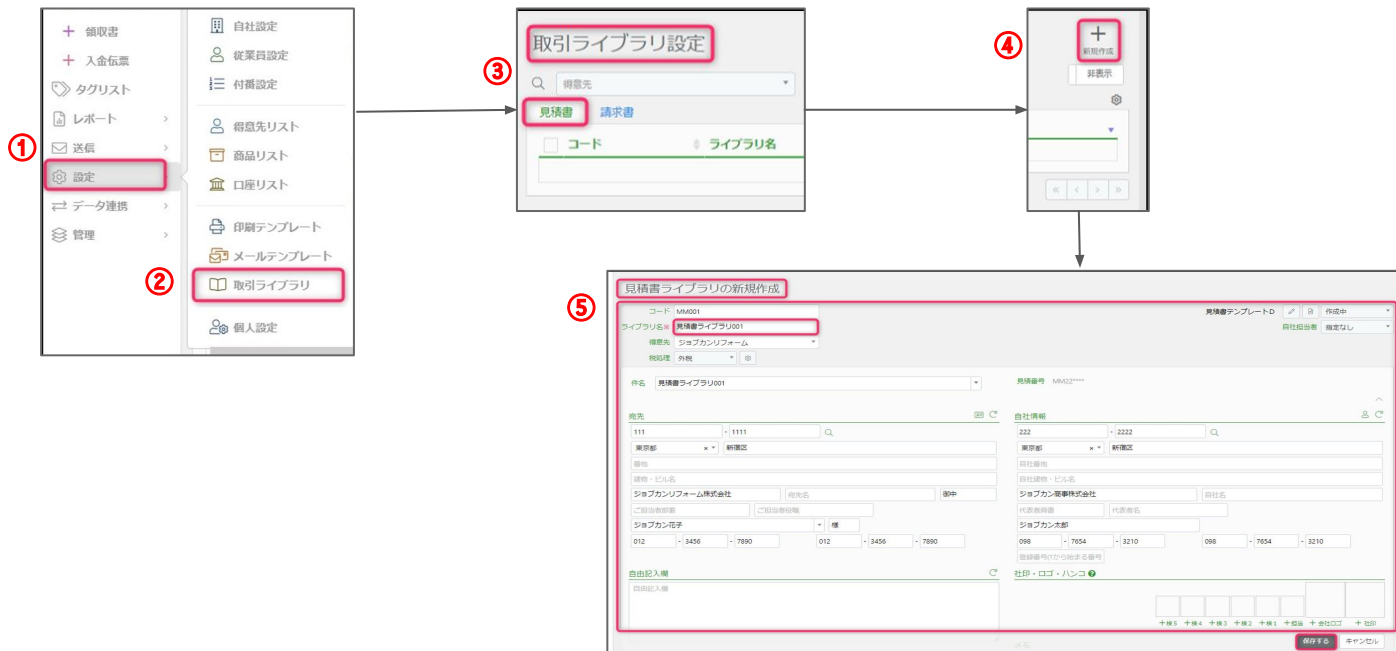 ①
＋ 領収書
＋ 入金伝票
タグリスト
レポート
送信
設定
データ連携
管理
自社設定
従業員設定
付番設定
得意先リスト
商品リスト
口座リスト
印刷テンプレート
メールテンプレート
②
取引ライブラリ
個人設定
③
取引ライブラリ設定
得意先
見積書 請求書
コード ライブラリ名
④
＋
新規作成
非表示
« ‹ › »
⑤
見積書ライブラリの新規作成
コード MM001 見積書テンプレートD 作成中
ライブラリ名※ 見積書ライブラリ001 自社担当者 指定なし
得意先 ジョブカンリフォーム
税処理 外税
件名 見積書ライブラリ001 見積番号 MM22****
宛先 自社情報
111 - 1111 222 - 2222
東京都 × 新宿区 東京都 × 新宿区
番地 自社番地
建物・ビル名 自社建物・ビル名
ジョブカンリフォーム株式会社 宛先名 御中 ジョブカン商事株式会社 自社名
ご担当者部署 ご担当者役職 代表者肩書 代表者名
ジョブカン花子 様 ジョブカン太郎
012 - 3456 - 7890 012 - 3456 - 7890 098 - 7654 - 3210 098 - 7654 - 3210
登録番号(Tから始まる番号
自由記入欄 社印・ロゴ・ハンコ ?
自由記入欄
＋検5 ＋検4 ＋検3 ＋検2 ＋検1 ＋担当 ＋会社ロゴ ＋社印
メモ 保存する キャンセル